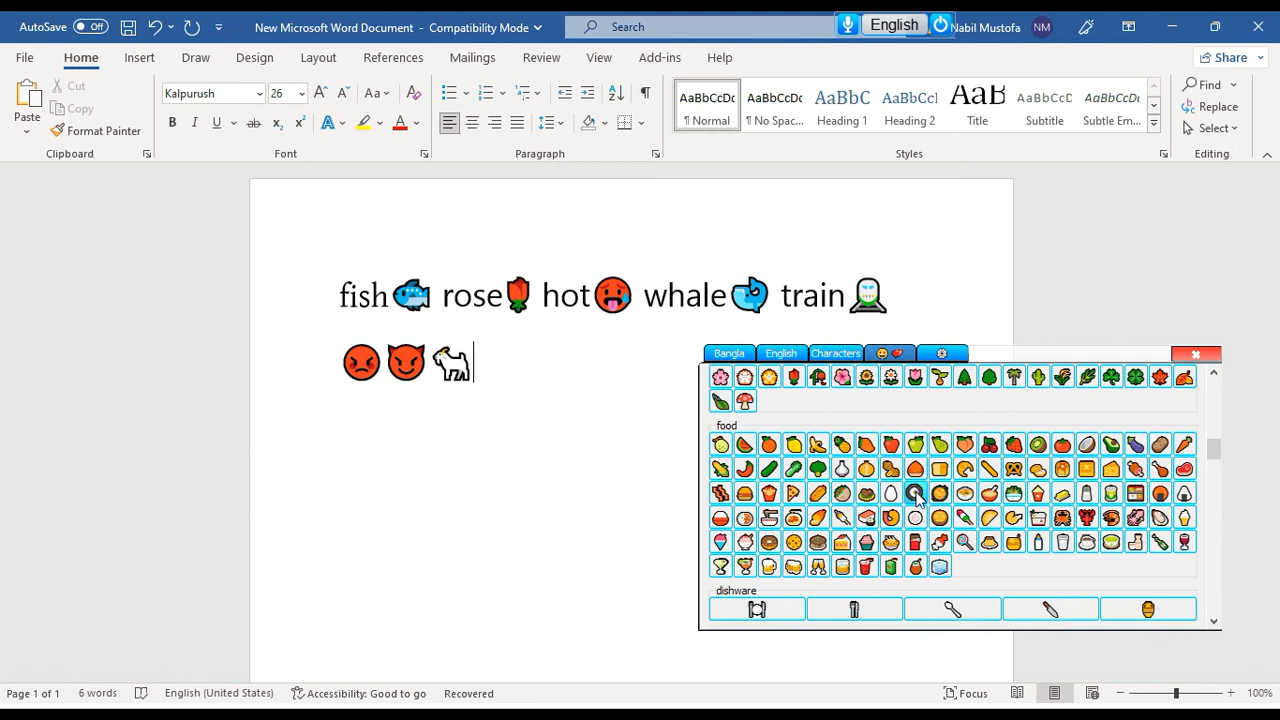 AutoSave Off New Microsoft Word Document - Compatibility Mode Search English Nabil Mustofa NM
File Home Insert Draw Design Layout References Mailings Review View Add-ins Help Share
Paste Cut Copy Format Painter
Kalpurush 26
AaBbCcDc AaBbCcDc AaBbC AaBbCcI AaB AaBbCcD AaBbCcDt
¶ Normal ¶ No Spac... Heading 1 Heading 2 Title Subtitle Subtle Em...
Find Replace Select
Clipboard Font Paragraph Styles Editing
fish🐟 rose🌹 hot🥵 whale🐳 train🚆
😡😈🐐
Bangla English Characters
food
dishware
Page 1 of 1 6 words English (United States) Accessibility: Good to go Recovered Focus 100%